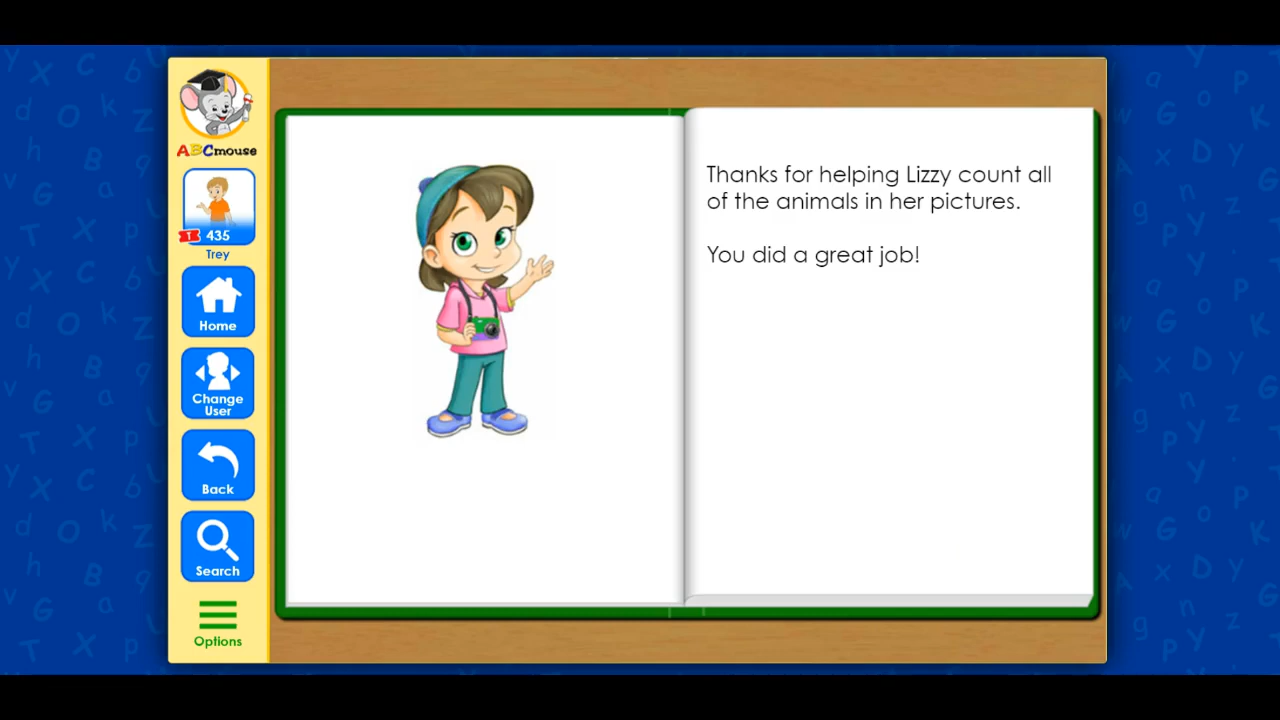 ABCmouse
T 435
Trey
Home
Change
User
Back
Search
Options
Thanks for helping Lizzy count all
of the animals in her pictures.
You did a great job!